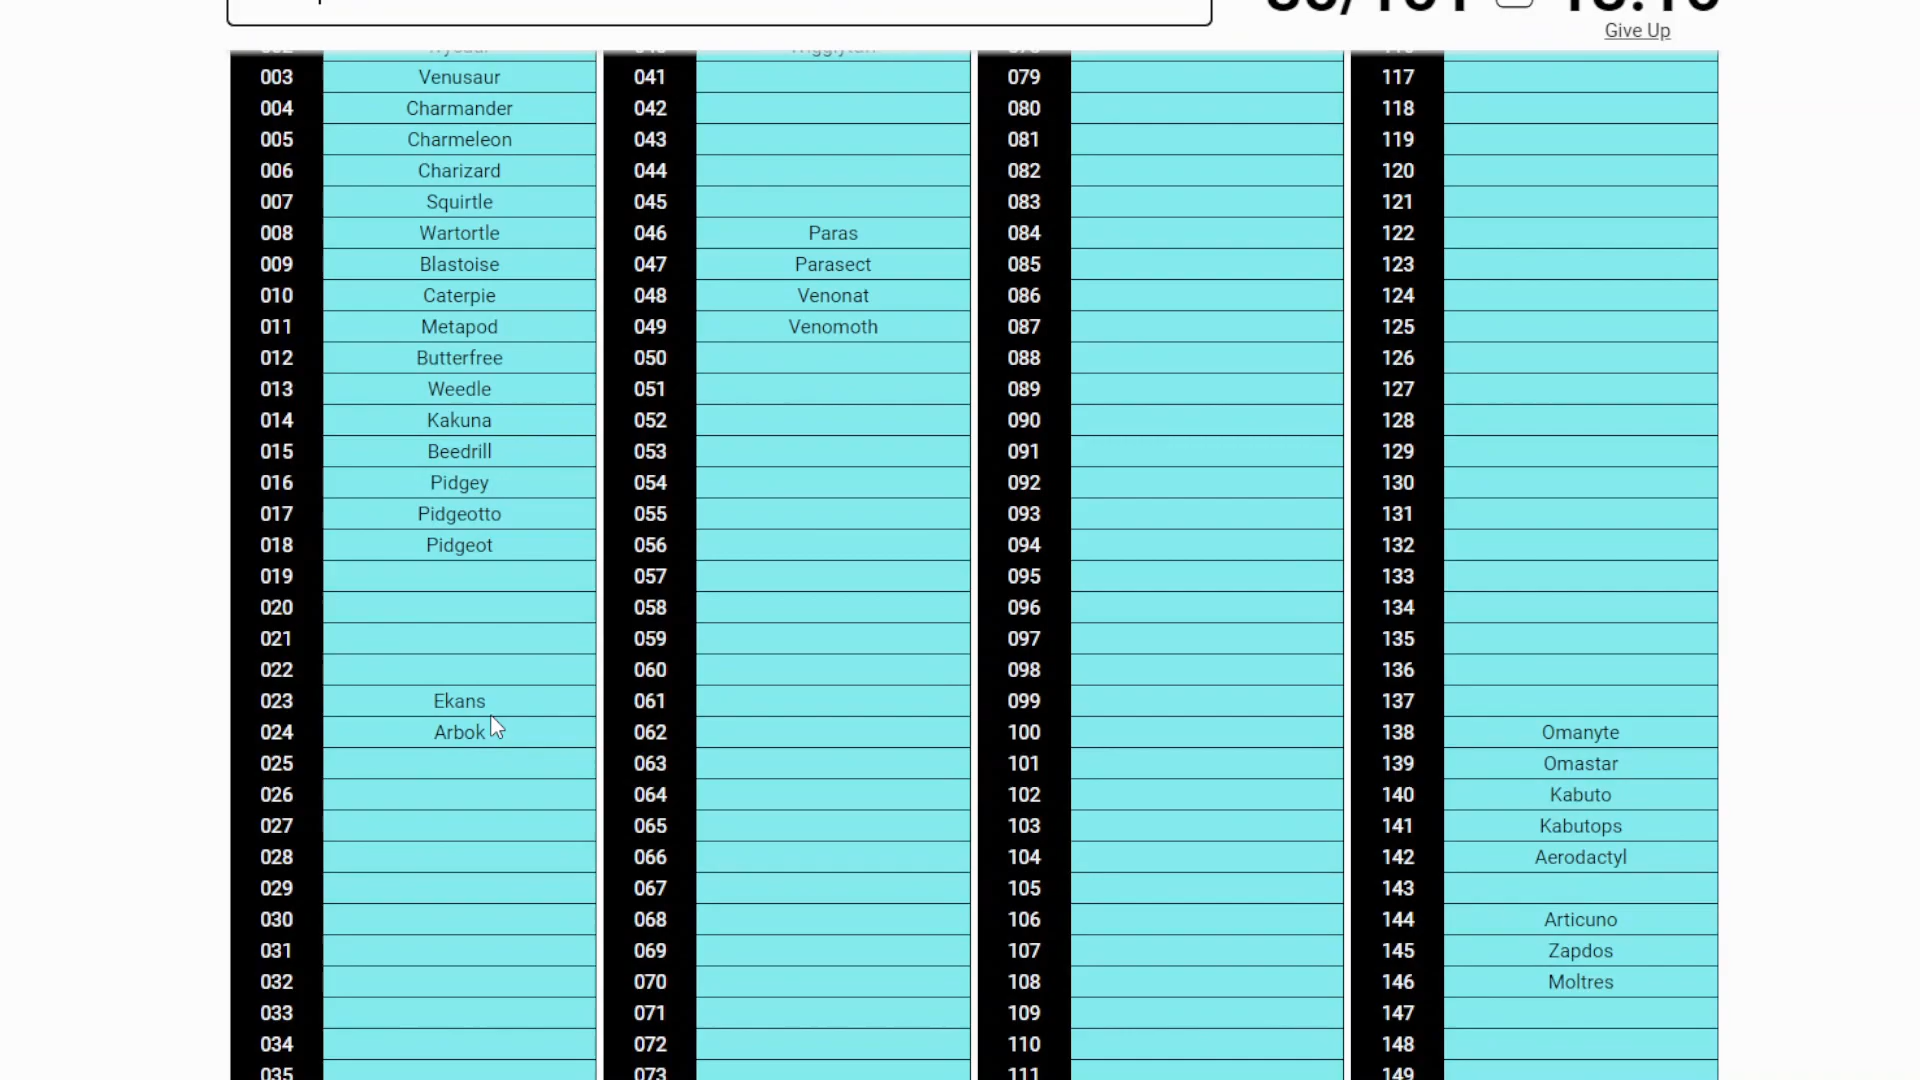 Give Up
003 Venusaur 041 079 117
004 Charmander 042 080 118
005 Charmeleon 043 081 119
006 Charizard 044 082 120
007 Squirtle 045 083 121
008 Wartortle 046 Paras 084 122
009 Blastoise 047 Parasect 085 123
010 Caterpie 048 Venonat 086 124
011 Metapod 049 Venomoth 087 125
012 Butterfree 050 088 126
013 Weedle 051 089 127
014 Kakuna 052 090 128
015 Beedrill 053 091 129
016 Pidgey 054 092 130
017 Pidgeotto 055 093 131
018 Pidgeot 056 094 132
019 057 095 133
020 058 096 134
021 059 097 135
022 060 098 136
023 Ekans 061 099 137
024 Arbok 062 100 138 Omanyte
025 063 101 139 Omastar
026 064 102 140 Kabuto
027 065 103 141 Kabutops
028 066 104 142 Aerodactyl
029 067 105 143
030 068 106 144 Articuno
031 069 107 145 Zapdos
032 070 108 146 Moltres
033 071 109 147
034 072 110 148
035 073 111 149